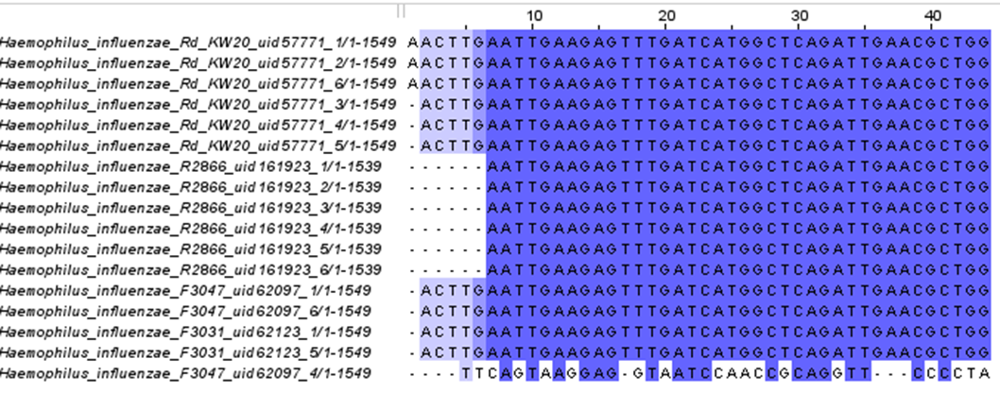 10 20 30 40
Haemophilus_influenzae_Rd_KW20_uid57771_1/1-1549 AACTTGAATTGAAGAGTTTGATCATGGCTCAGATTGAACGCTGG
Haemophilus_influenzae_Rd_KW20_uid57771_2/1-1549 AACTTGAATTGAAGAGTTTGATCATGGCTCAGATTGAACGCTGG
Haemophilus_influenzae_Rd_KW20_uid57771_6/1-1549 AACTTGAATTGAAGAGTTTGATCATGGCTCAGATTGAACGCTGG
Haemophilus_influenzae_Rd_KW20_uid57771_3/1-1549 -ACTTGAATTGAAGAGTTTGATCATGGCTCAGATTGAACGCTGG
Haemophilus_influenzae_Rd_KW20_uid57771_4/1-1549 -ACTTGAATTGAAGAGTTTGATCATGGCTCAGATTGAACGCTGG
Haemophilus_influenzae_Rd_KW20_uid57771_5/1-1549 -ACTTGAATTGAAGAGTTTGATCATGGCTCAGATTGAACGCTGG
Haemophilus_influenzae_R2866_uid161923_1/1-1539 ------AATTGAAGAGTTTGATCATGGCTCAGATTGAACGCTGG
Haemophilus_influenzae_R2866_uid161923_2/1-1539 ------AATTGAAGAGTTTGATCATGGCTCAGATTGAACGCTGG
Haemophilus_influenzae_R2866_uid161923_3/1-1539 ------AATTGAAGAGTTTGATCATGGCTCAGATTGAACGCTGG
Haemophilus_influenzae_R2866_uid161923_4/1-1539 ------AATTGAAGAGTTTGATCATGGCTCAGATTGAACGCTGG
Haemophilus_influenzae_R2866_uid161923_5/1-1539 ------AATTGAAGAGTTTGATCATGGCTCAGATTGAACGCTGG
Haemophilus_influenzae_R2866_uid161923_6/1-1539 ------AATTGAAGAGTTTGATCATGGCTCAGATTGAACGCTGG
Haemophilus_influenzae_F3047_uid62097_1/1-1549 -ACTTGAATTGAAGAGTTTGATCATGGCTCAGATTGAACGCTGG
Haemophilus_influenzae_F3047_uid62097_6/1-1549 -ACTTGAATTGAAGAGTTTGATCATGGCTCAGATTGAACGCTGG
Haemophilus_influenzae_F3031_uid62123_1/1-1549 -ACTTGAATTGAAGAGTTTGATCATGGCTCAGATTGAACGCTGG
Haemophilus_influenzae_F3031_uid62123_5/1-1549 -ACTTGAATTGAAGAGTTTGATCATGGCTCAGATTGAACGCTGG
Haemophilus_influenzae_F3047_uid62097_4/1-1549 ----TTCAGTAAGGAG-GTAATCCAACCGCAGGTT---CCCCTA